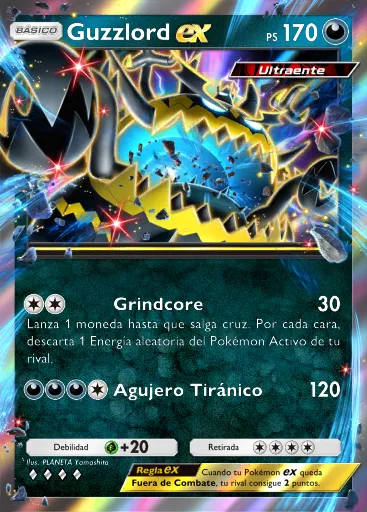 BÁSICO Guzzlord ex PS 170
Ultraente
Grindcore 30
Lanza 1 moneda hasta que salga cruz. Por cada cara,
descarta 1 Energía aleatoria del Pokémon Activo de tu
rival.
Agujero Tiránico 120
Debilidad +20 Retirada
Ilus. PLANETA Yamashita
Regla ex Cuando tu Pokémon ex queda
Fuera de Combate, tu rival consigue 2 puntos.